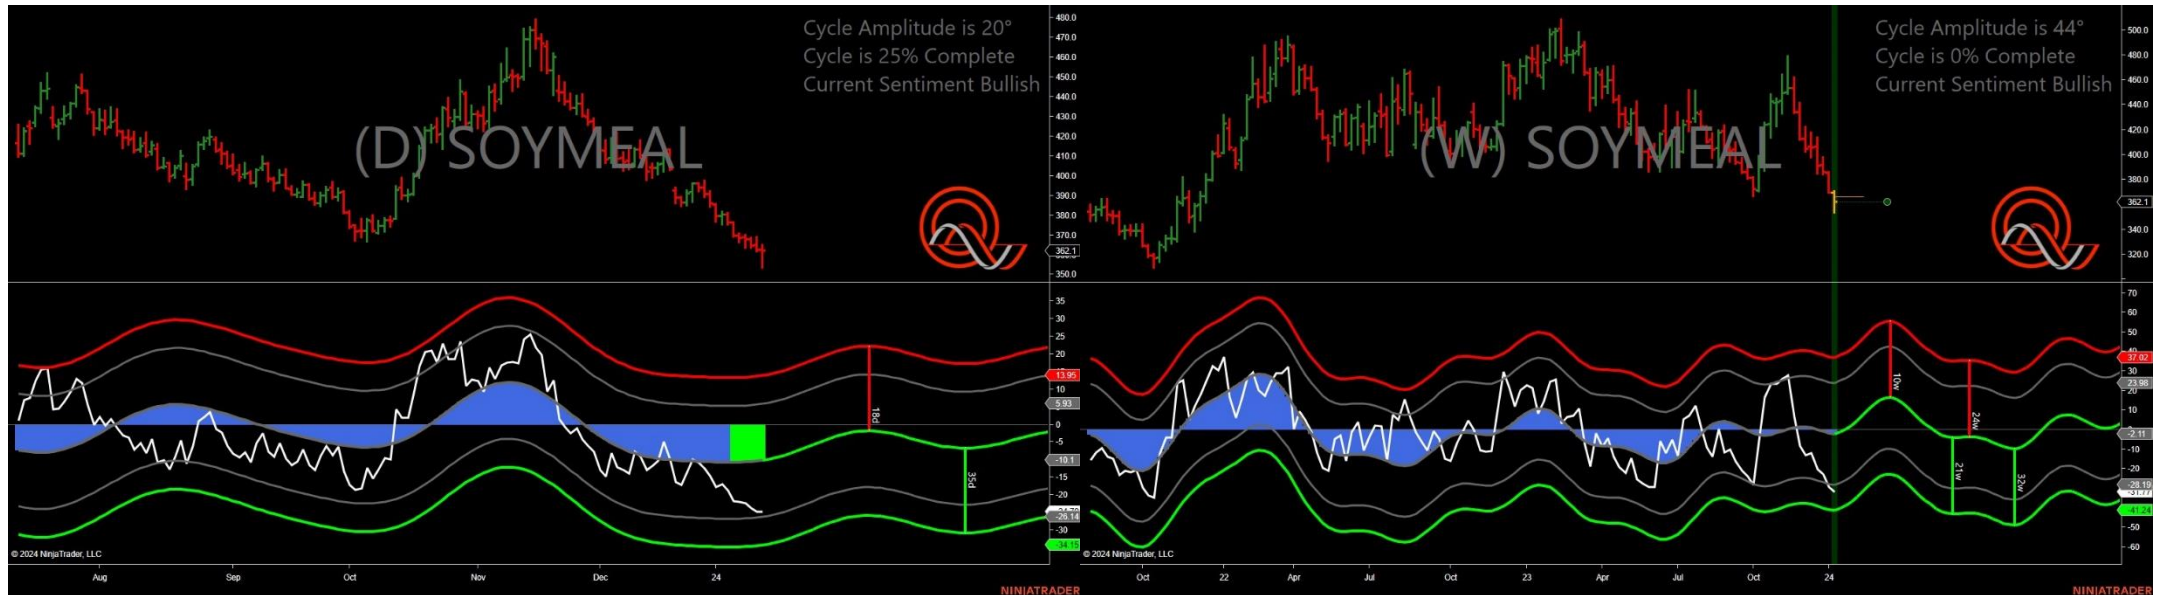 Cycle Amplitude is 20°
Cycle is 25% Complete
Current Sentiment Bullish
(D) SOYMEAL
480.0
470.0
460.0
450.0
440.0
430.0
420.0
410.0
400.0
390.0
380.0
370.0
362.1
350.0
35
30
25
20
13.95
5.93
0
-5
-10.1
-15
-20
-26.14
-30
-34.15
18d
35d
© 2024 NinjaTrader, LLC
Aug Sep Oct Nov Dec 24
NINJATRADER
Cycle Amplitude is 44°
Cycle is 0% Complete
Current Sentiment Bullish
(W) SOYMEAL
500.0
480.0
460.0
440.0
420.0
400.0
380.0
362.1
340.0
320.0
70
60
50
40
37.02
30
23.98
20
10
0
-2.11
-10
-20
-28.19
-31.77
-41.24
-50
-60
10w
24w
21w
32w
© 2024 NinjaTrader, LLC
Oct 22 Apr Jul Oct 23 Apr Jul Oct 24
NINJATRADER